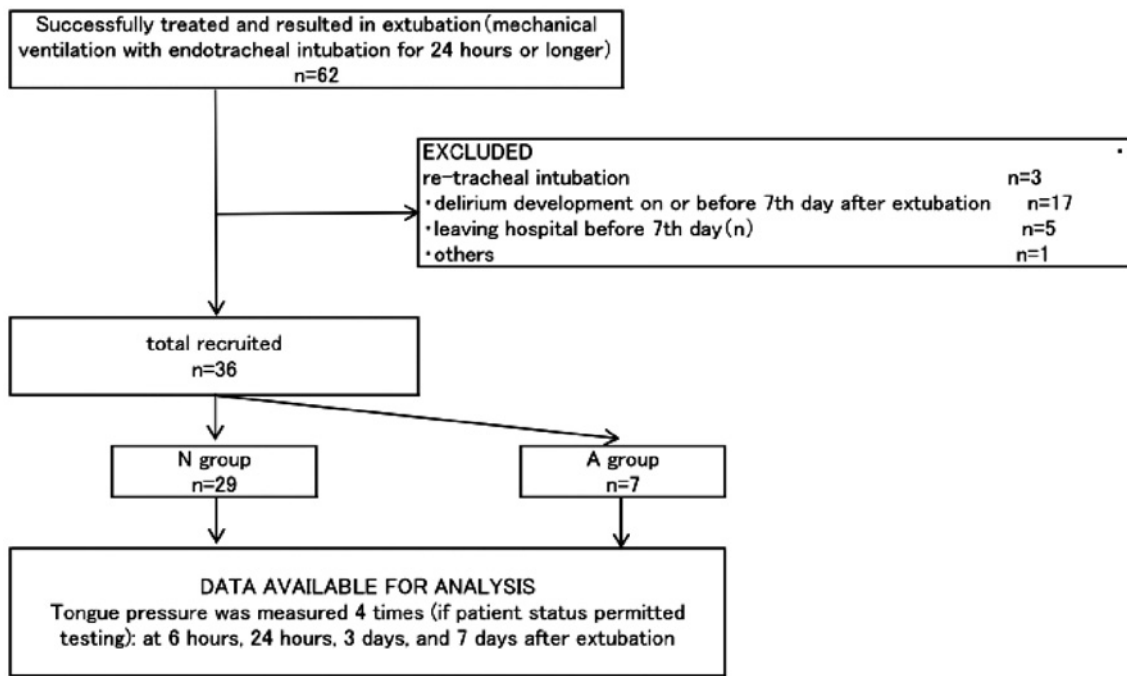 Successfully treated and resulted in extubation(mechanical
ventilation with endotracheal intubation for 24 hours or longer)
n=62
EXCLUDED ・
re-tracheal intubation n=3
・delirium development on or before 7th day after extubation n=17
・leaving hospital before 7th day(n) n=5
・others n=1
total recruited
n=36
N group
n=29
A group
n=7
DATA AVAILABLE FOR ANALYSIS
Tongue pressure was measured 4 times (if patient status permitted
testing): at 6 hours, 24 hours, 3 days, and 7 days after extubation